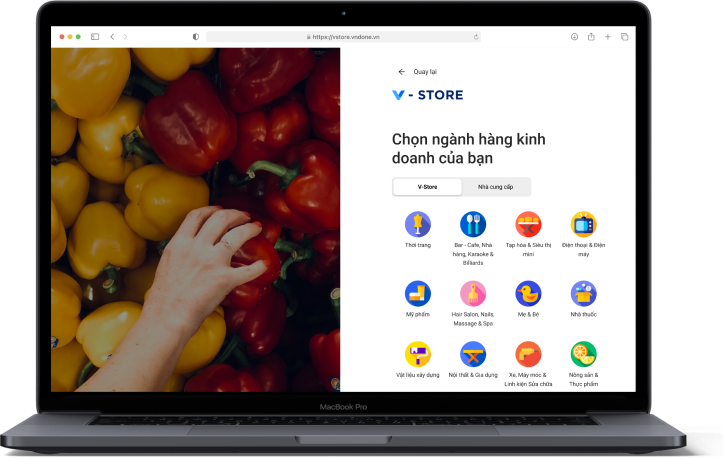 https://vstore.vndone.vn
Quay lại
V - STORE
Chọn ngành hàng kinh
doanh của bạn
V-Store
Nhà cung cấp
Thời trang
Bar - Cafe, Nhà
hàng, Karaoke &
Billiards
Tạp hóa & Siêu thị
mini
Điện thoại & Điện
máy
Mỹ phẩm
Hair Salon, Nails,
Massage & Spa
Mẹ & Bé
Nhà thuốc
Vật liệu xây dựng
Nội thất & Gia dụng
Xe, Máy móc &
Linh kiện Sửa chữa
Nông sản &
Thực phẩm
MacBook Pro